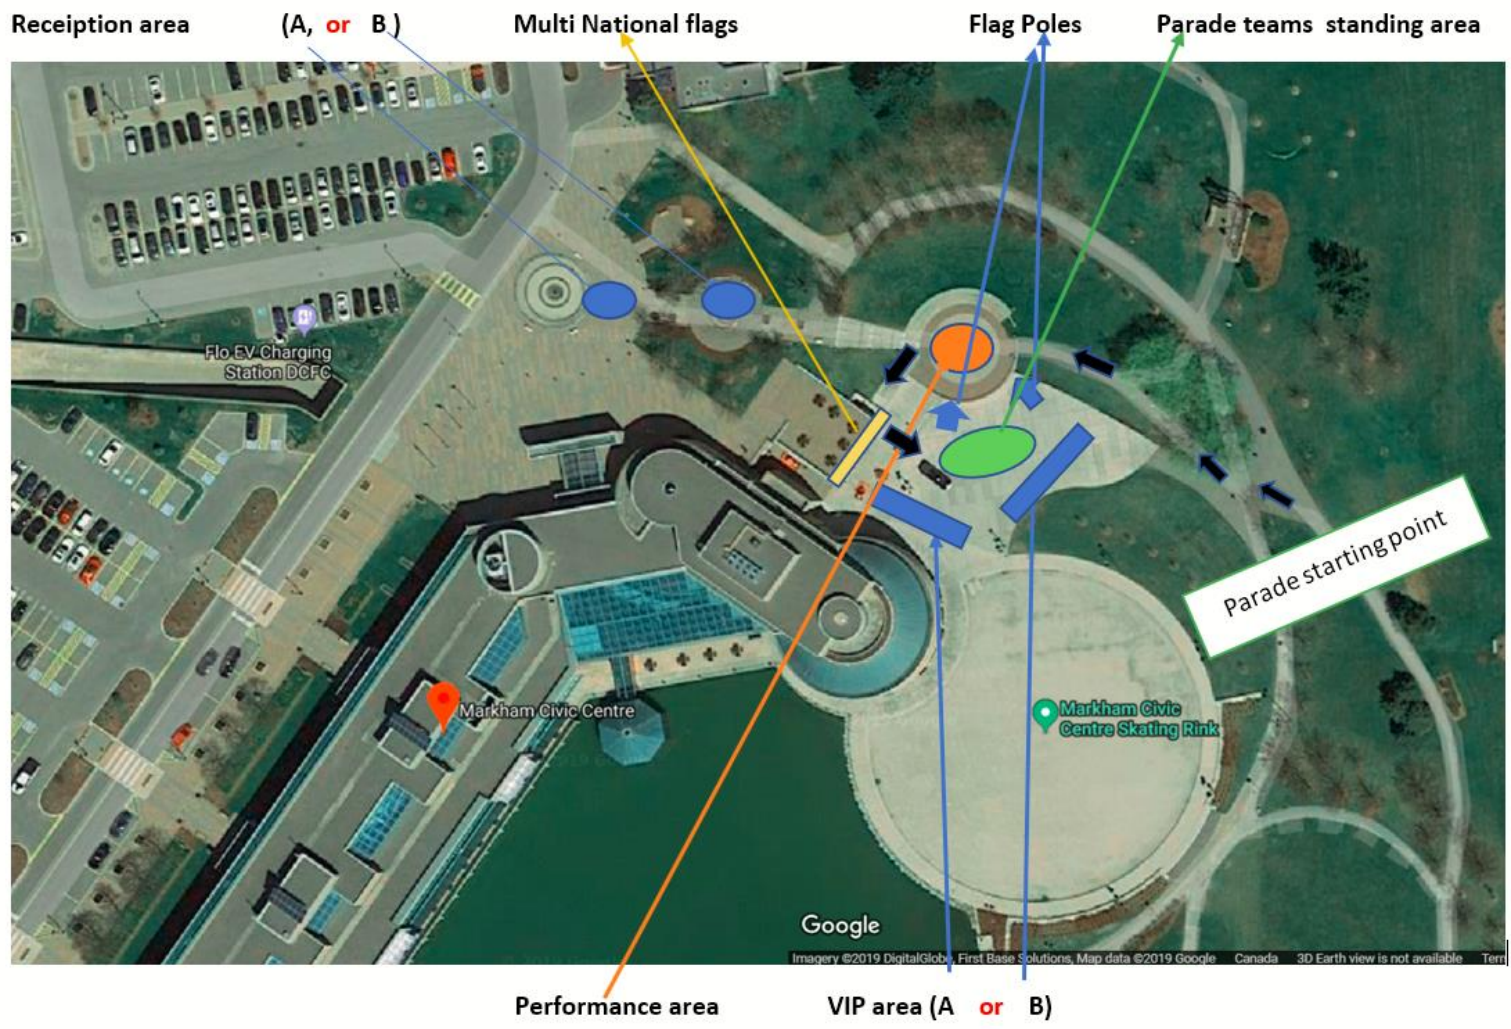 Receiption area (A, or B ) Multi National flags Flag Poles Parade teams standing area
Flo EV Charging
Station DCFC
Parade starting point
Markham Civic Centre
Markham Civic
Centre Skating Rink
Google
Imagery ©2019 DigitalGlobe, First Base Solutions, Map data ©2019 Google Canada 3D Earth view is not available
Performance area VIP area (A or B)